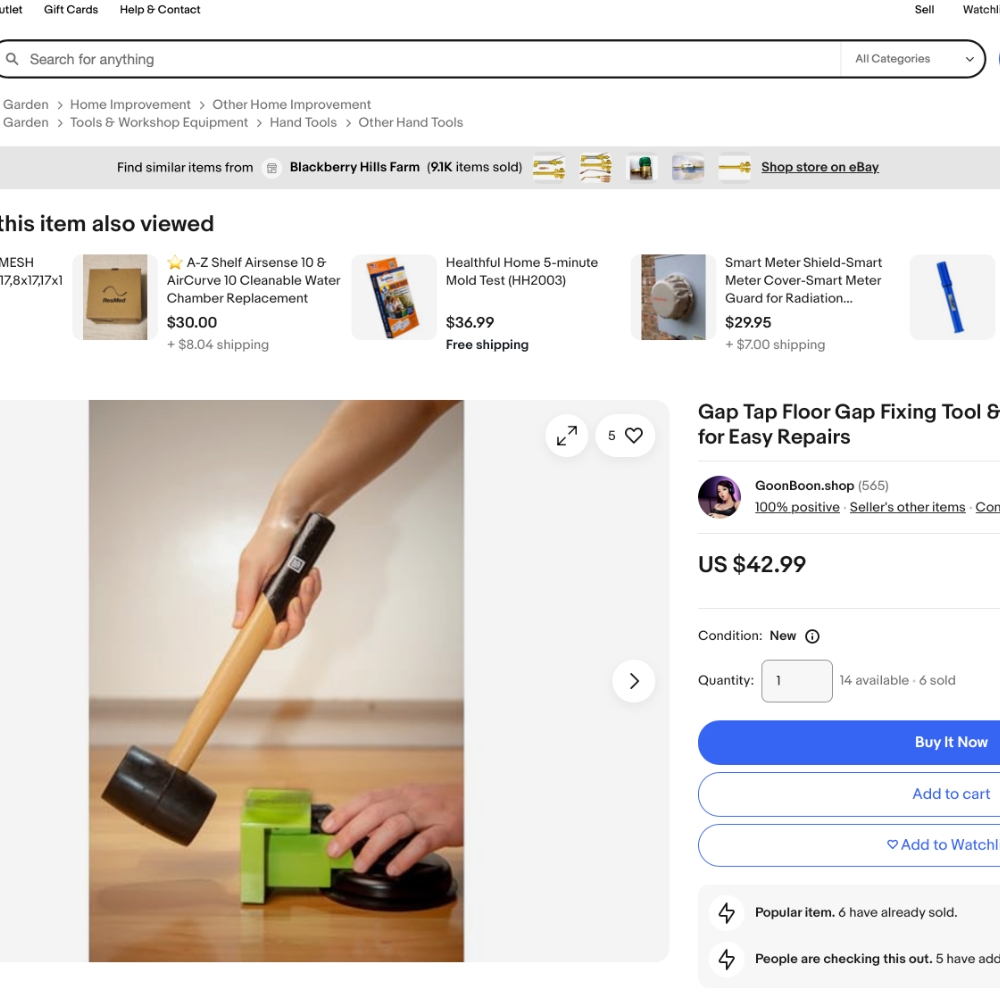 utlet Gift Cards Help & Contact Sell Watchli
Search for anything All Categories
Garden > Home Improvement > Other Home Improvement
Garden > Tools & Workshop Equipment > Hand Tools > Other Hand Tools
Find similar items from Blackberry Hills Farm (9.1K items sold) Shop store on eBay
this item also viewed
MESH
17,8x17,17x1
⭐ A-Z Shelf Airsense 10 &
AirCurve 10 Cleanable Water
Chamber Replacement
$30.00
+ $8.04 shipping
ResMed
Healthful Home 5-minute
Mold Test (HH2003)
$36.99
Free shipping
Smart Meter Shield-Smart
Meter Cover-Smart Meter
Guard for Radiation...
$29.95
+ $7.00 shipping
5
Gap Tap Floor Gap Fixing Tool &
for Easy Repairs
GoonBoon.shop (565)
100% positive · Seller's other items · Con
US $42.99
Condition: New
Quantity: 1 14 available · 6 sold
Buy It Now
Add to cart
Add to Watchli
Popular item. 6 have already sold.
People are checking this out. 5 have add